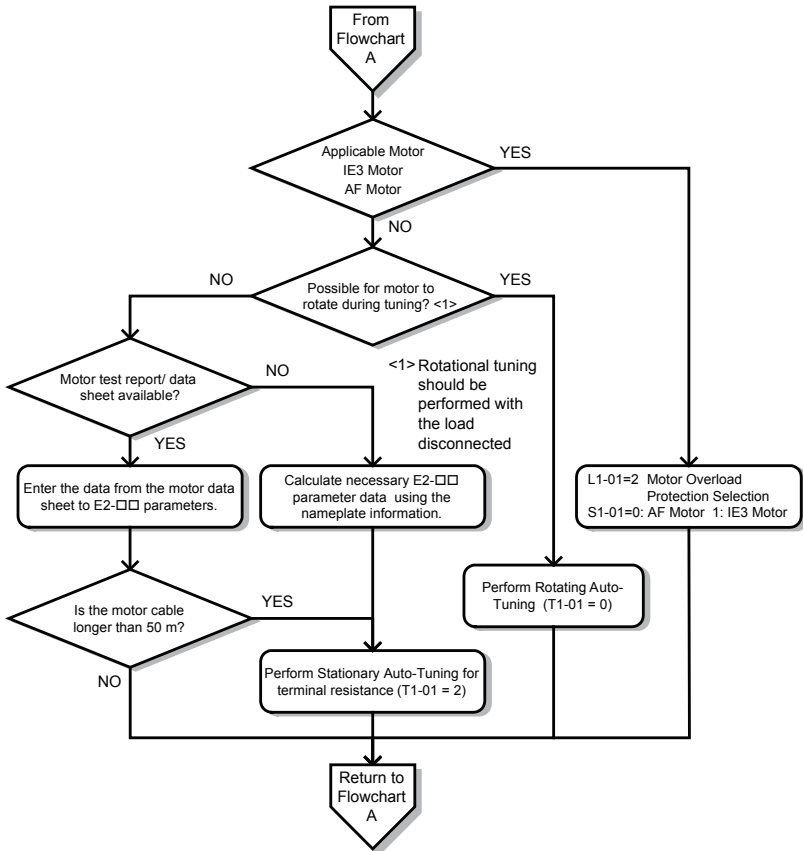 From
Flowchart
A
Applicable Motor
IE3 Motor
AF Motor
YES
NO
Possible for motor to
rotate during tuning? <1>
NO
YES
Motor test report/ data
sheet available?
NO
YES
<1> Rotational tuning
should be
performed with
the load
disconnected
Enter the data from the motor data
sheet to E2-□□ parameters.
Calculate necessary E2-□□
parameter data using the
nameplate information.
L1-01=2 Motor Overload
Protection Selection
S1-01=0: AF Motor 1: IE3 Motor
Is the motor cable
longer than 50 m?
YES
NO
Perform Rotating Auto-
Tuning (T1-01 = 0)
Perform Stationary Auto-Tuning for
terminal resistance (T1-01 = 2)
Return to
Flowchart
A